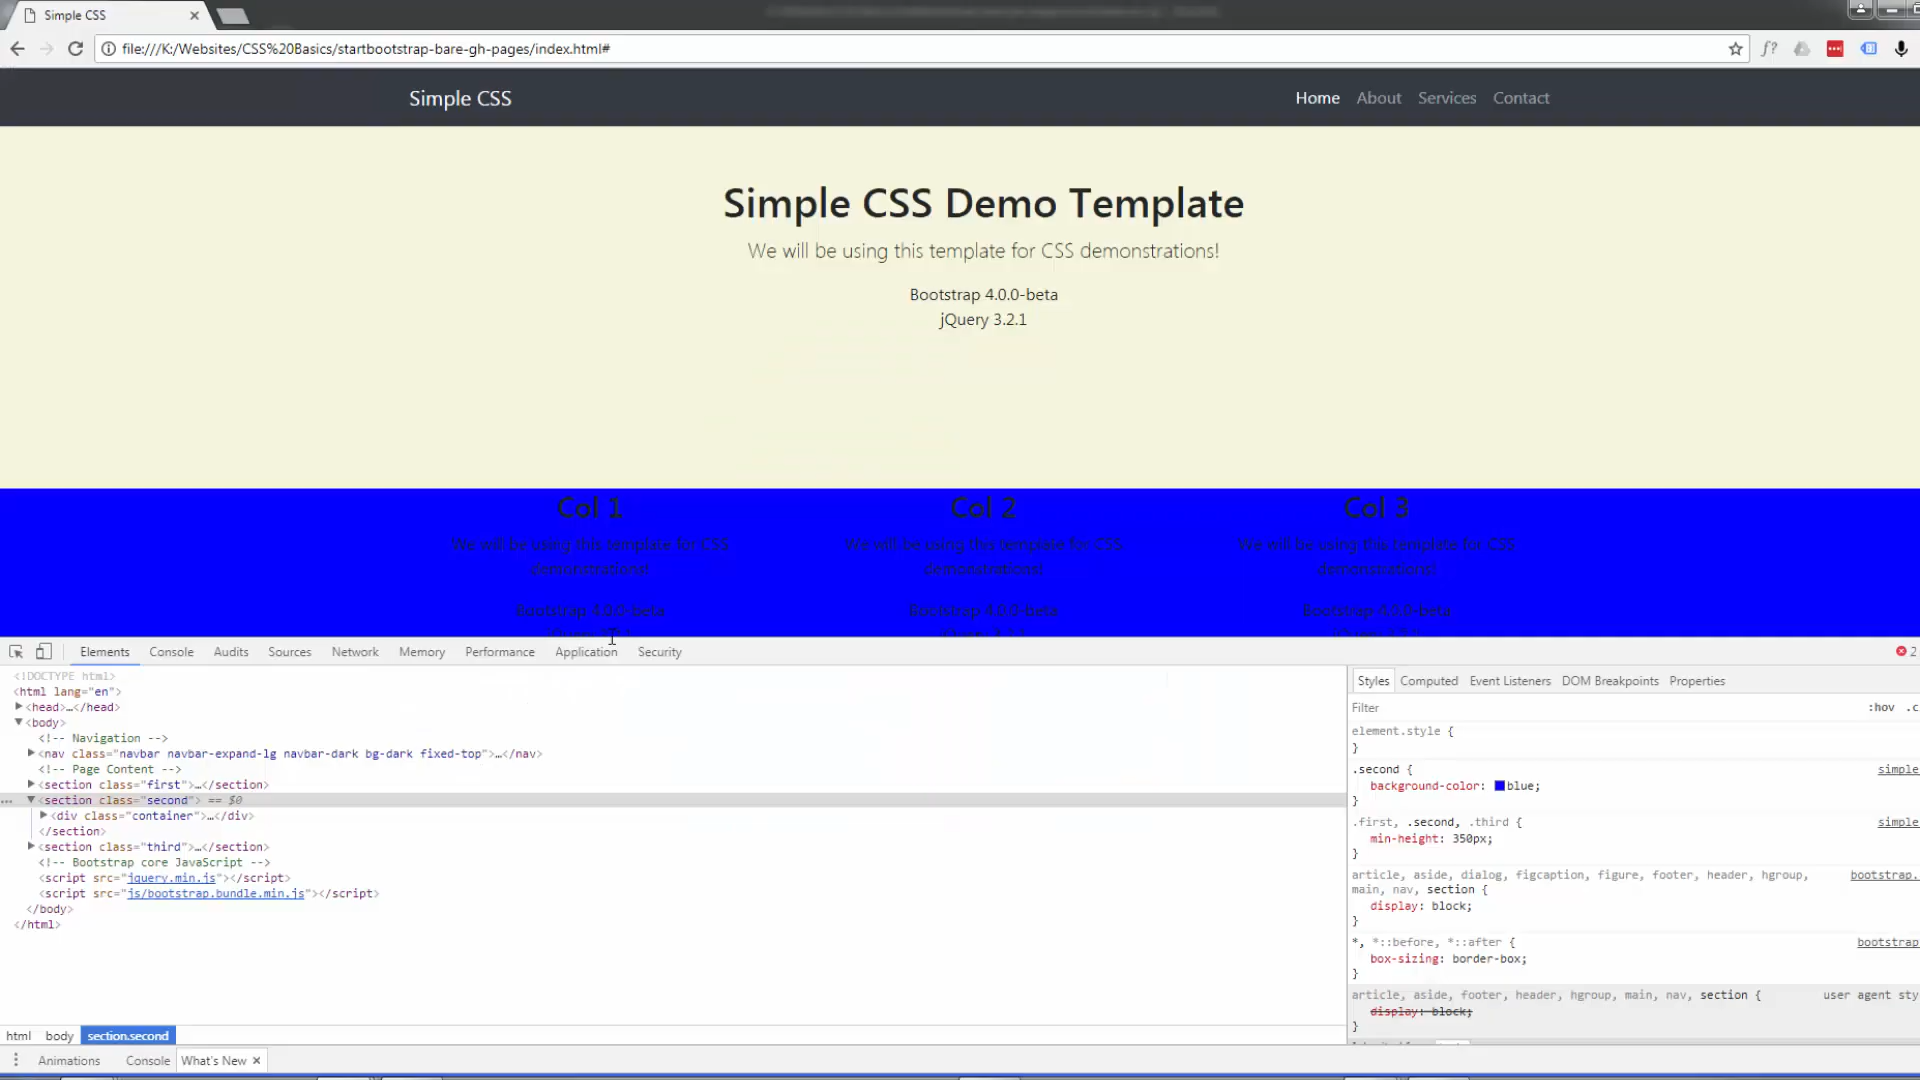 Simple CSS
file:///K:/Websites/CSS%20Basics/startbootstrap-bare-gh-pages/index.html#
Simple CSS Home About Services Contact
Simple CSS Demo Template
We will be using this template for CSS demonstrations!
Bootstrap 4.0.0-beta
jQuery 3.2.1
Col 1 Col 2 Col 3
We will be using this template for CSS We will be using this template for CSS We will be using this template for CSS
demonstrations! demonstrations! demonstrations!
Bootstrap 4.0.0-beta Bootstrap 4.0.0-beta Bootstrap 4.0.0-beta
Elements Console Audits Sources Network Memory Performance Application Security 2
<!DOCTYPE html>
<html lang="en">
<head>…</head>
<body>
<!-- Navigation -->
<nav class="navbar navbar-expand-lg navbar-dark bg-dark fixed-top">…</nav>
<!-- Page Content -->
<section class="first">…</section>
<section class="second"> == $0
<div class="container">…</div>
</section>
<section class="third">…</section>
<!-- Bootstrap core JavaScript -->
<script src="jquery.min.js"></script>
<script src="js/bootstrap.bundle.min.js"></script>
</body>
</html>
Styles Computed Event Listeners DOM Breakpoints Properties
Filter :hov .c
element.style {
}
.second { simple
background-color: blue;
}
.first, .second, .third { simple
min-height: 350px;
}
article, aside, dialog, figcaption, figure, footer, header, hgroup, bootstrap.
main, nav, section {
display: block;
}
*, *::before, *::after { bootstrap
box-sizing: border-box;
}
article, aside, footer, header, hgroup, main, nav, section { user agent sty
display: block;
}
html body section.second
Animations Console What's New